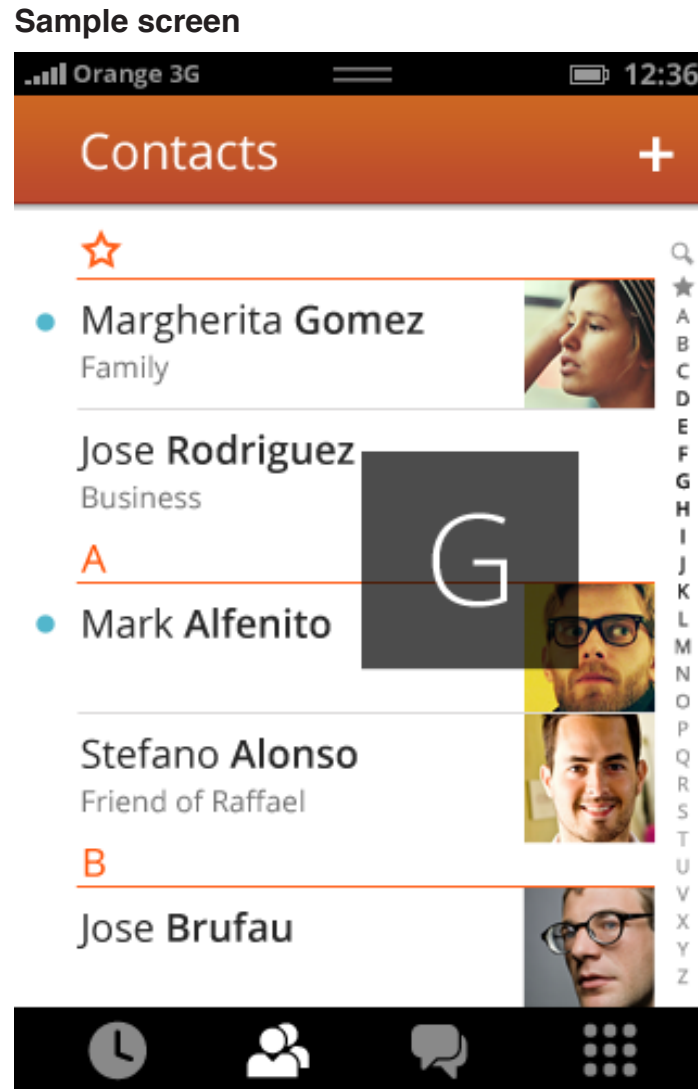 Sample screen
Orange 3G 12:36
Contacts +
Margherita Gomez
Family
Jose Rodriguez
Business
G
A
Mark Alfenito
Stefano Alonso
Friend of Raffael
B
Jose Brufau
A
B
C
D
E
F
G
H
I
J
K
L
M
N
O
P
Q
R
S
T
U
V
X
Y
Z